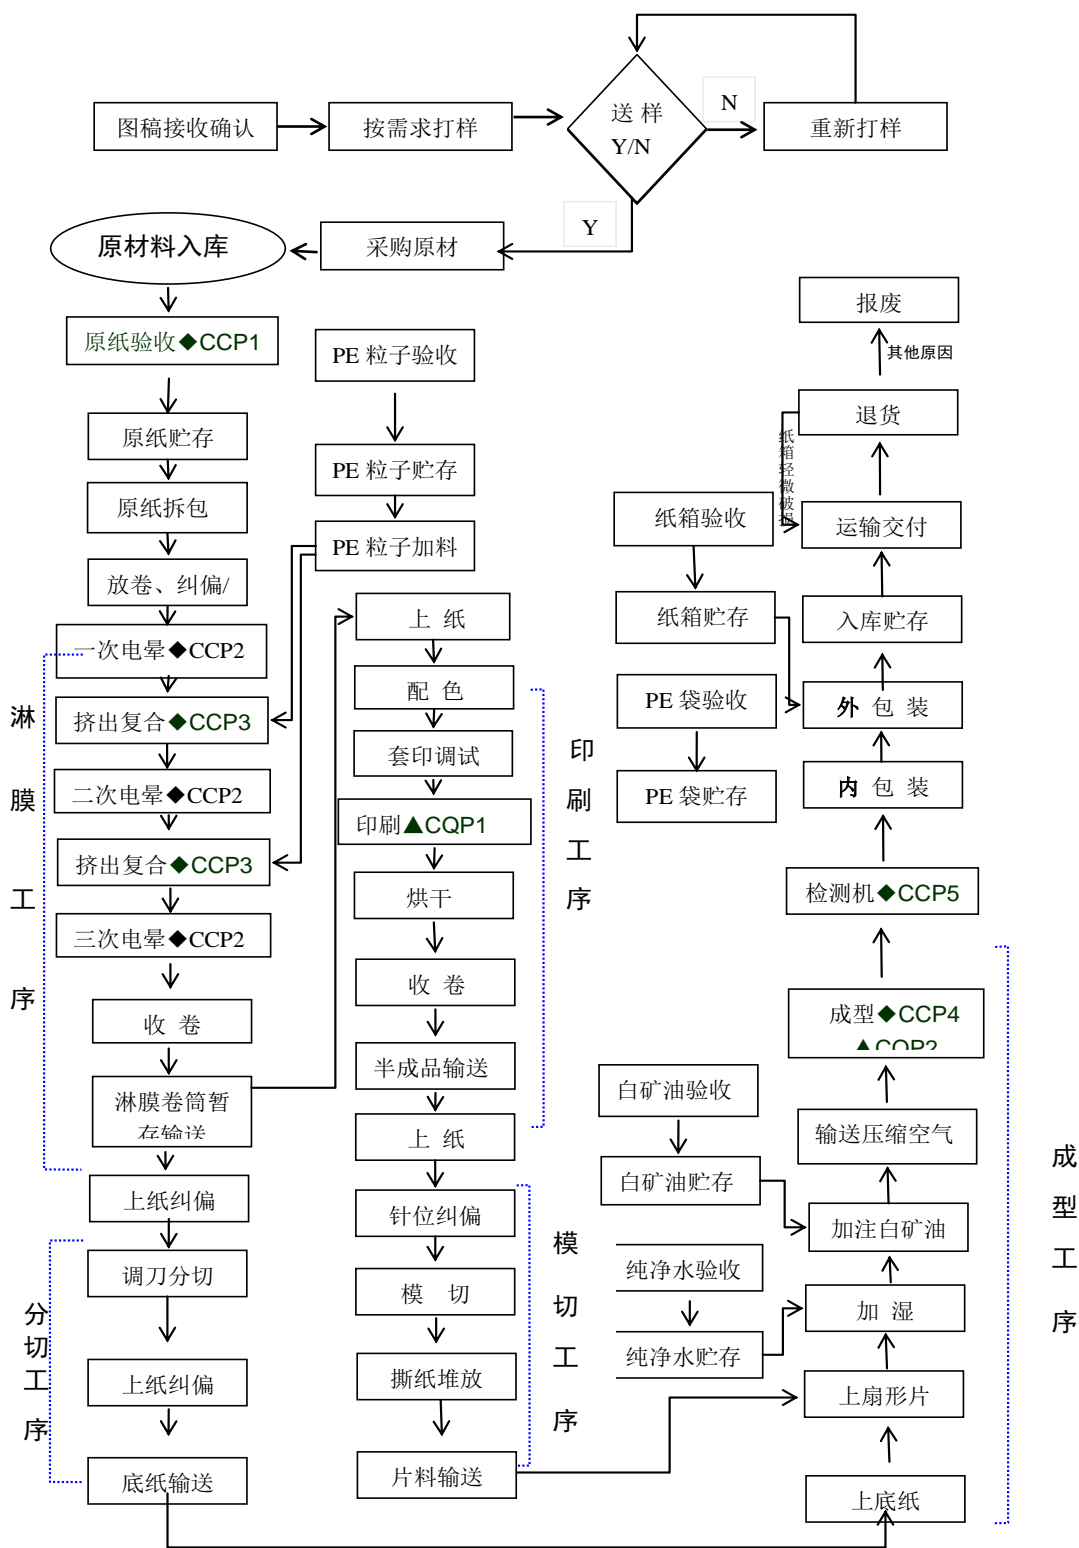 图稿接收确认
按需求打样
送 样
Y/N
N
重新打样
Y
采购原材
原材料入库
原纸验收◆CCP1
原纸贮存
原纸拆包
放卷、纠偏/
一次电晕◆CCP2
挤出复合◆CCP3
二次电晕◆CCP2
挤出复合◆CCP3
三次电晕◆CCP2
收 卷
淋膜卷筒暂
存输送
淋膜工序
上纸纠偏
调刀分切
上纸纠偏
底纸输送
分切工序
PE 粒子验收
PE 粒子贮存
PE 粒子加料
上 纸
配 色
套印调试
印刷▲CQP1
烘干
收 卷
半成品输送
上 纸
印刷工序
针位纠偏
模 切
撕纸堆放
片料输送
模切工序
报废
其他原因
退货
纸箱轻微破损
运输交付
入库贮存
外 包 装
内 包 装
检测机◆CCP5
成型◆CCP4
▲CQP2
输送压缩空气
加注白矿油
加 湿
上扇形片
上底纸
成型工序
纸箱验收
纸箱贮存
PE 袋验收
PE 袋贮存
白矿油验收
白矿油贮存
纯净水验收
纯净水贮存